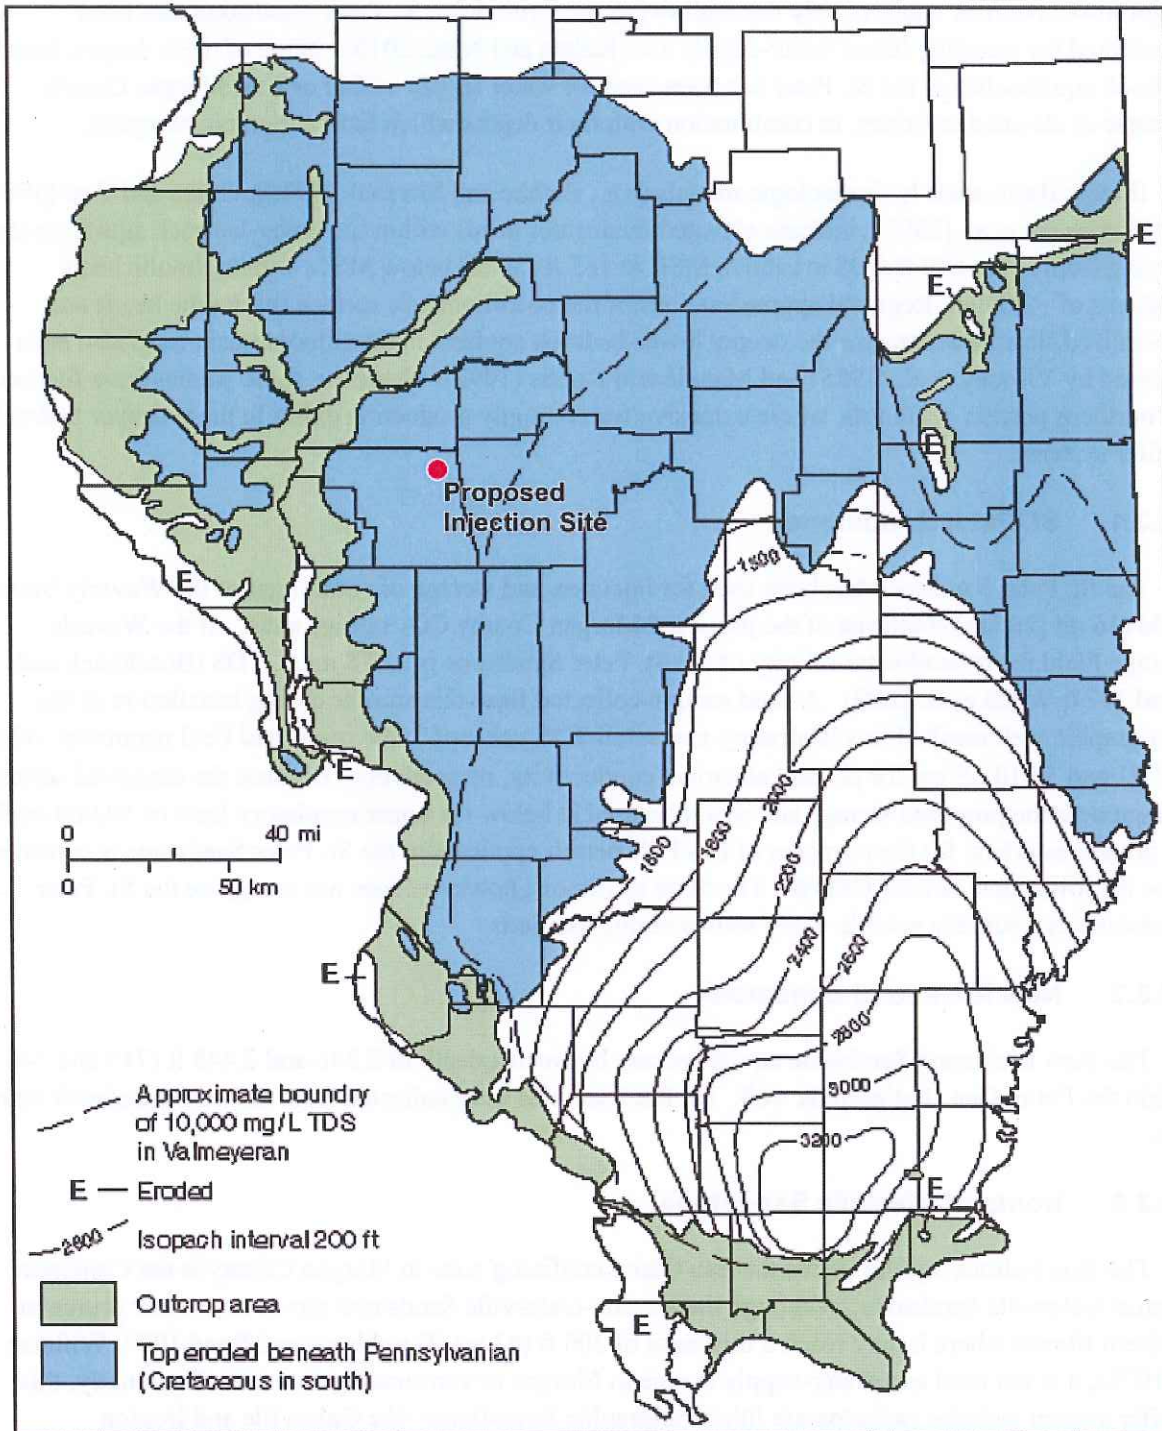 E
E
E
Proposed
Injection Site
1500
E
E
0 40 mi
0 50 km
2000
1800
1600
2200
2400
2600
E
2800
3000
3200
Approximate boundry
of 10,000 mg/L TDS
in Valmeyeran
E — Eroded
2600 Isopach interval 200 ft
Outcrop area
Top eroded beneath Pennsylvanian
(Cretaceous in south)
E
E